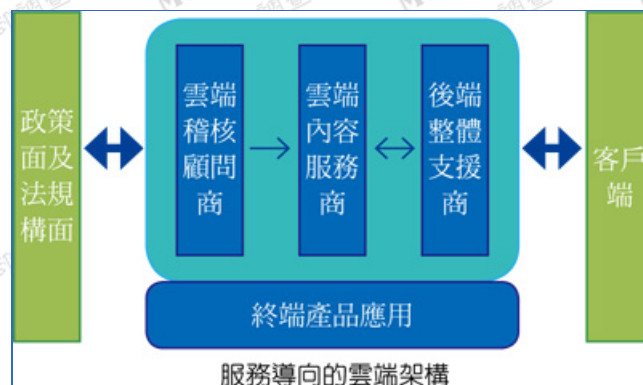 政策
面及
法規
構面
雲端
稽核
顧問
商
雲端
內容
服務
商
後端
整體
支援
商
客戶
端
終端產品應用
服務導向的雲端架構